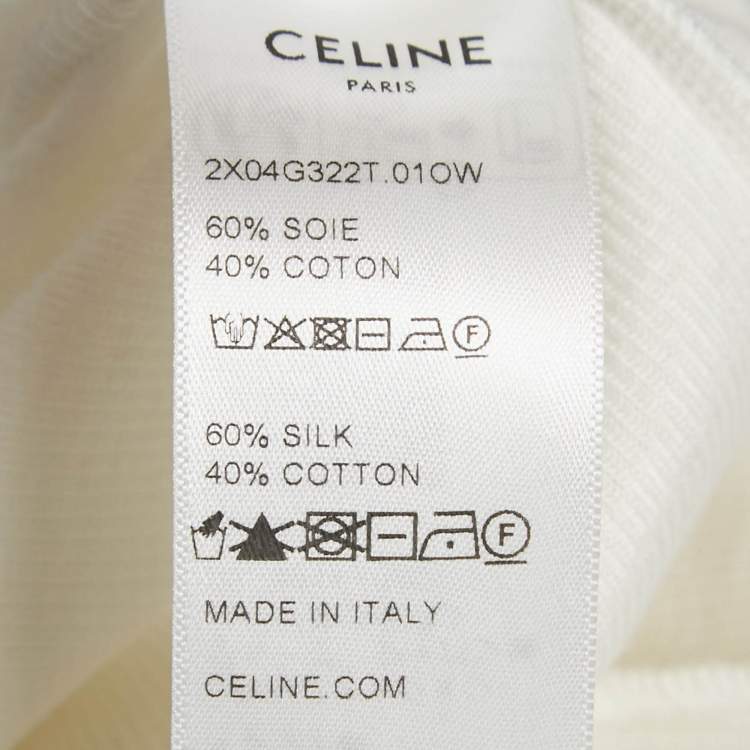 CELINE
PARIS
2X04G322T.01OW
60% SOIE
40% COTON
F
60% SILK
40% COTTON
F
MADE IN ITALY
CELINE.COM